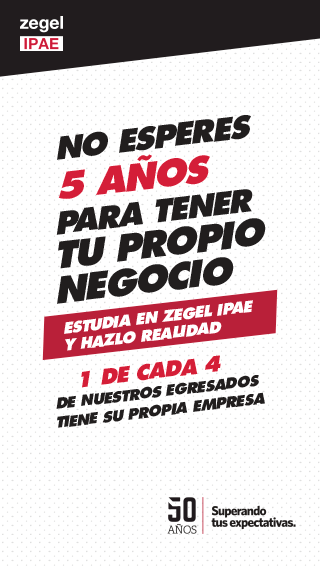 zegel
IPAE
NO ESPERES
5 AÑOS
PARA TENER
TU PROPIO
NEGOCIO
ESTUDIA EN ZEGEL IPAE
Y HAZLO REALIDAD
1 DE CADA 4
DE NUESTROS EGRESADOS
TIENE SU PROPIA EMPRESA
50
AÑOS
Superando
tus expectativas.